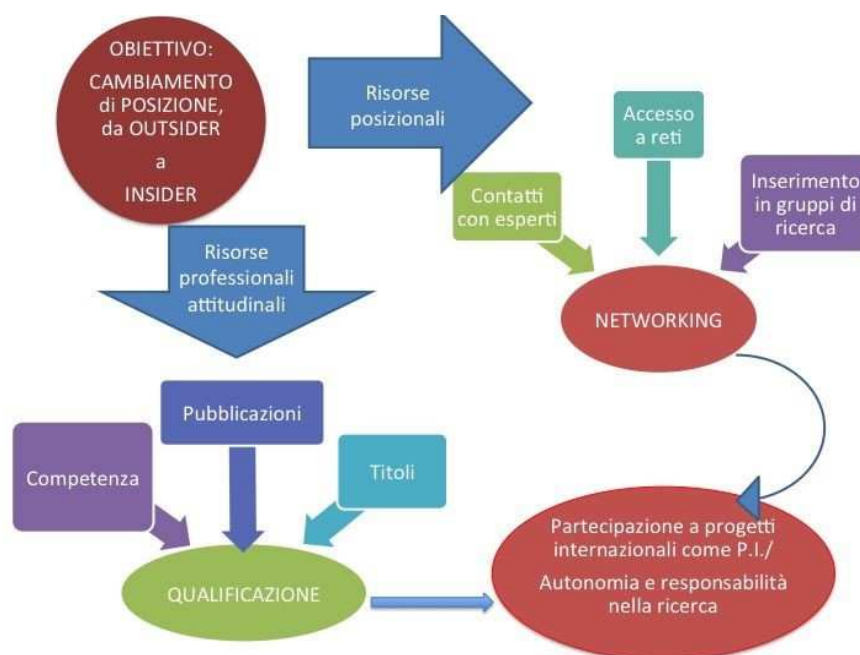 OBIETTIVO:
CAMBIAMENTO
di POSIZIONE,
da OUTSIDER
a
INSIDER
Risorse
posizionali
Accesso
a reti
Contatti
con esperti
Inserimento
in gruppi di
ricerca
NETWORKING
Risorse
professionali
attitudinali
Pubblicazioni
Competenza
Titoli
QUALIFICAZIONE
Partecipazione a progetti
internazionali come P.I./
Autonomia e responsabilità
nella ricerca